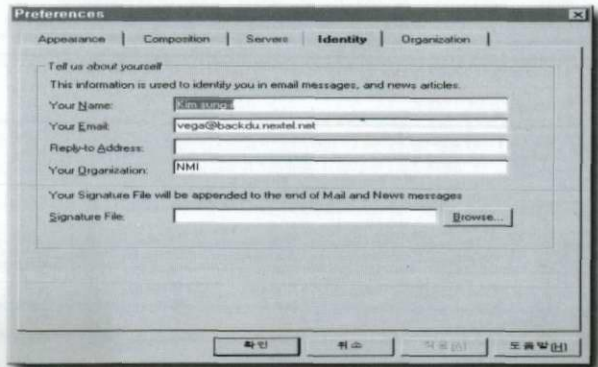 Preferences
Appearance | Composition | Servers | Identity | Organization
Tell us about yourself
This information is used to identify you in email messages, and news articles.
Your Name: Kim sung-i
Your Email: vega@backdu.nextel.net
Reply-to Address:
Your Organization: NMI
Your Signature File will be appended to the end of Mail and News messages
Signature File: Browse...
확인 취소 적용(A) 도움말(H)